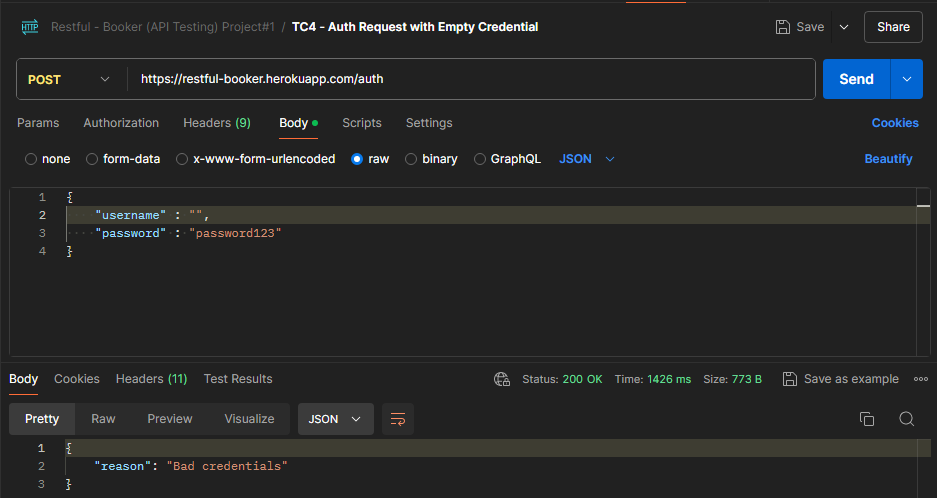 HTTP Restful - Booker (API Testing) Project#1 / TC4 - Auth Request with Empty Credential Save Share
POST https://restful-booker.herokuapp.com/auth Send
Params Authorization Headers (9) Body Scripts Settings Cookies
none form-data x-www-form-urlencoded raw binary GraphQL JSON Beautify
1 {
2 "username" : "",
3 "password" : "password123"
4 }
Body Cookies Headers (11) Test Results Status: 200 OK Time: 1426 ms Size: 773 B Save as example
Pretty Raw Preview Visualize JSON
1 {
2 "reason": "Bad credentials"
3 }